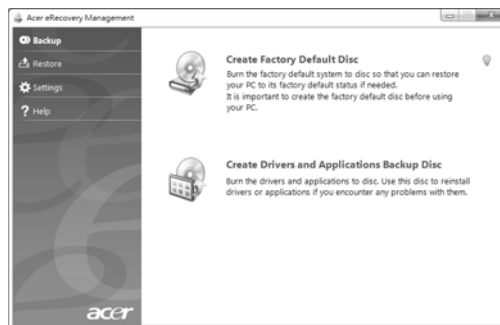 Acer eRecovery Management
Backup
Restore
Settings
Help
Create Factory Default Disc
Burn the factory default system to disc so that you can restore
your PC to its factory default status if needed.
It is important to create the factory default disc before using
your PC.
Create Drivers and Applications Backup Disc
Burn the drivers and applications to disc. Use this disc to reinstall
drivers or applications if you encounter any problems with them.
acer